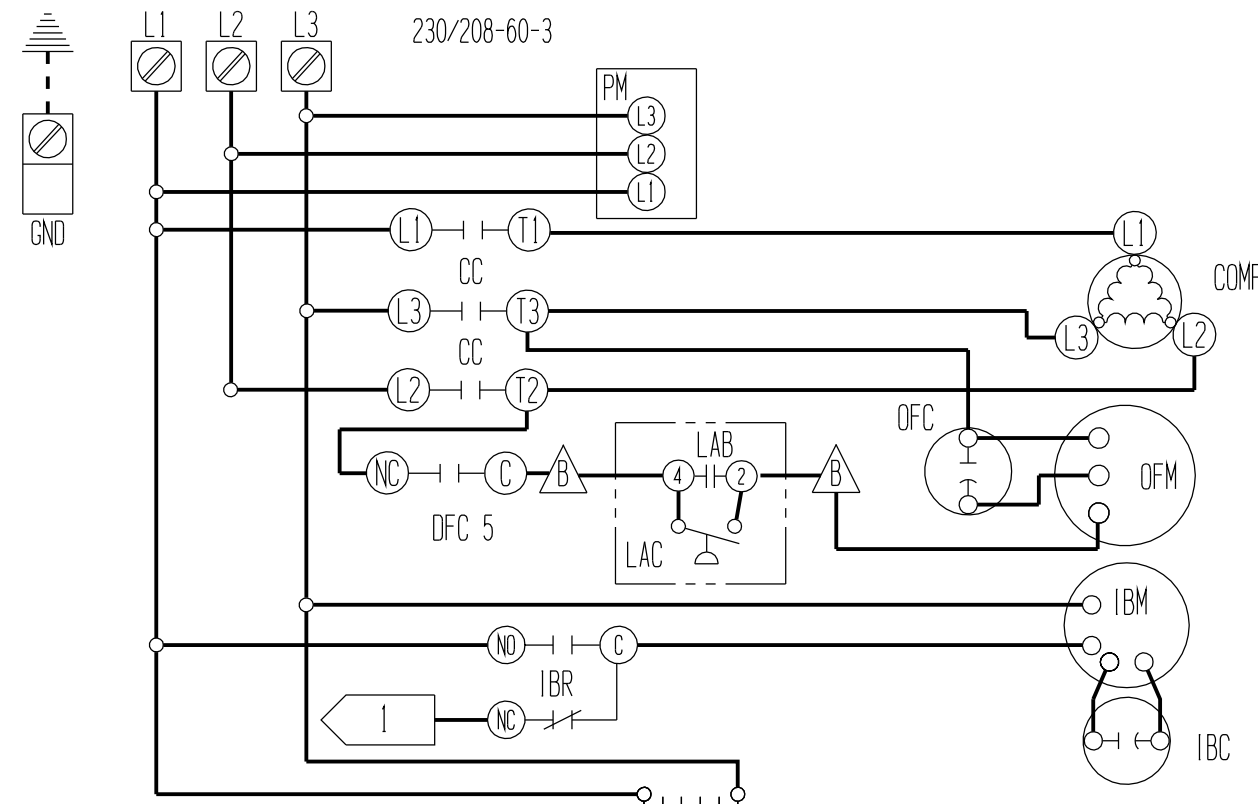 L1 L2 L3 230/208-60-3
PM
L3
L2
L1
GND
L1 T1 L1
CC
COMP
L3 T3
L3 L2
CC
L2 T2
OFC
LAB
NC C B 4 2 B OFM
DFC 5
LAC
IBM
NO C
IBR
1 NC
IBC